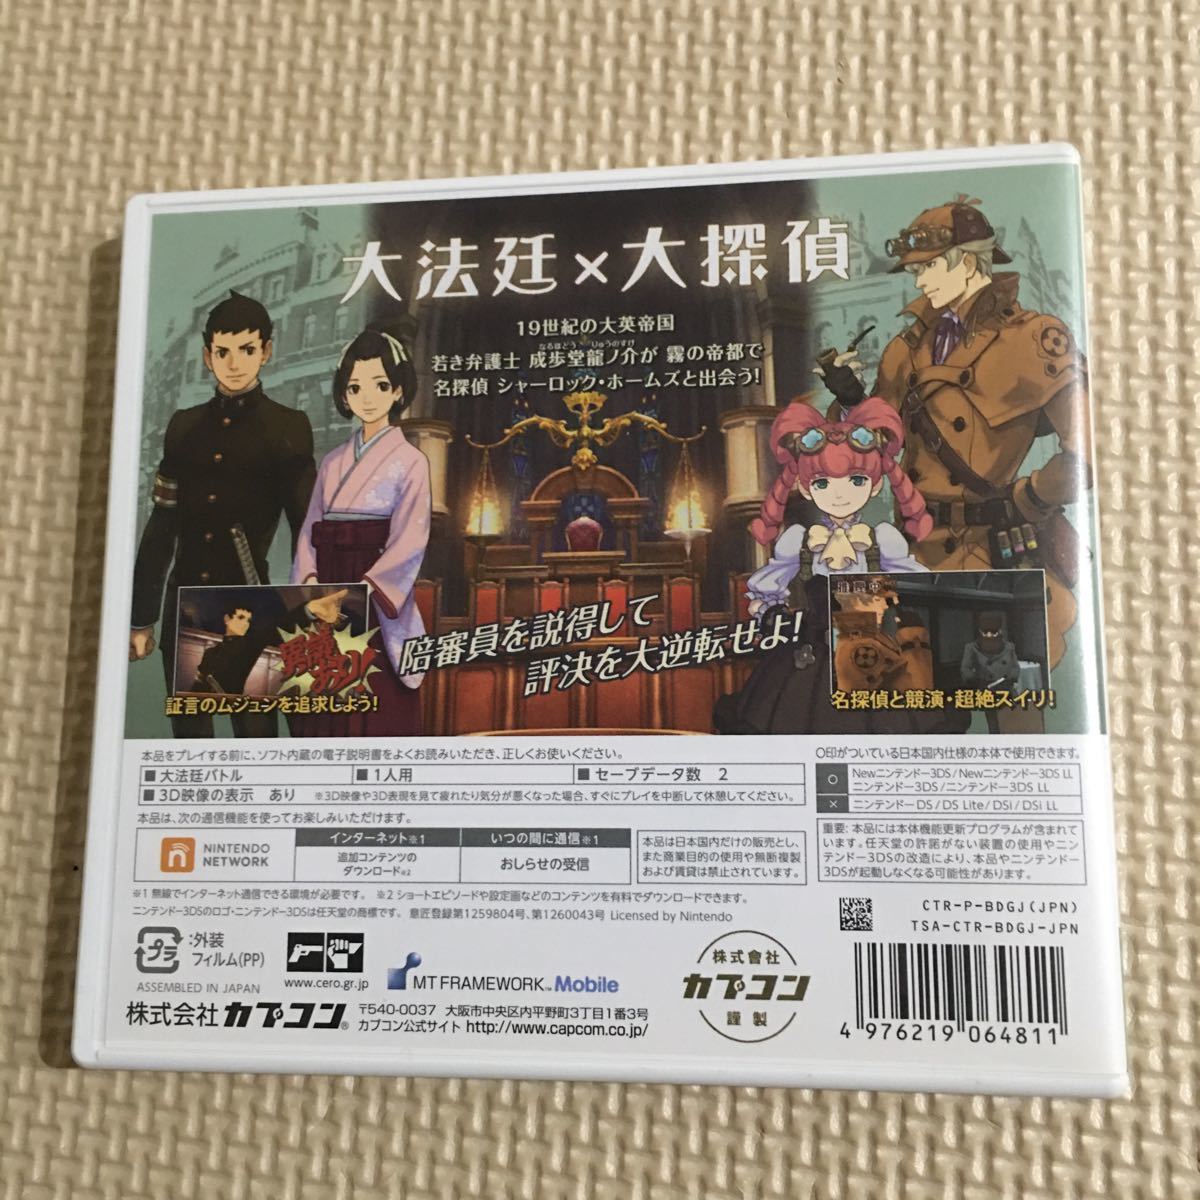 大法廷×大探偵
19世紀の大英帝国
なるほどう りゅうのすけ
若き弁護士 成歩堂龍ノ介が 霧の帝都で
名探偵 シャーロック・ホームズと出会う!
陪審員を説得して
評決を大逆転せよ!
異議あり!
証言のムジュンを追求しよう!
推屋中
名探偵と競演・超絶スイリ!
本品をプレイする前に、ソフト内蔵の電子説明書をよくお読みいただき、正しくお使いください。
■大法廷バトル ■1人用 ■セーブデータ数 2
■3D映像の表示 あり ※3D映像や3D表現を見て疲れたり気分が悪くなった場合、すぐにプレイを中断して休憩してください。
本品は、次の通信機能を使ってお楽しみいただけます。
NINTENDO
NETWORK
インターネット※1
追加コンテンツの
ダウンロード※2
いつの間に通信※1
おしらせの受信
本品は日本国内だけの販売とし、
また商業目的の使用や無断複製
および賃貸は禁止されています。
※1 無線でインターネット通信できる環境が必要です。 ※2 ショートエピソードや設定画などのコンテンツを有料でダウンロードできます。
ニンテンドー3DSのロゴ・ニンテンドー3DSは任天堂の商標です。 意匠登録第1259804号、第1260043号 Licensed by Nintendo
○印がついている日本国内仕様の本体で使用できます。
○ Newニンテンドー3DS/Newニンテンドー3DS LL
ニンテンドー3DS/ニンテンドー3DS LL
× ニンテンドーDS/DS Lite/DSi/DSi LL
重要: 本品には本体機能更新プログラムが含まれて
います。任天堂の許諾がない装置の使用やニン
テンドー3DSの改造により、本品やニンテンドー
3DSが起動しなくなる可能性があります。
CTR-P-BDGJ(JPN)
TSA-CTR-BDGJ-JPN
プラ
:外装
フィルム(PP)
ASSEMBLED IN JAPAN
www.cero.gr.jp
MT FRAMEWORK™ Mobile
株式会社
カプコン
謹製
株式会社カプコン®
〒540-0037 大阪市中央区内平野町3丁目1番3号
カプコン公式サイト http://www.capcom.co.jp/
4 976219 064811